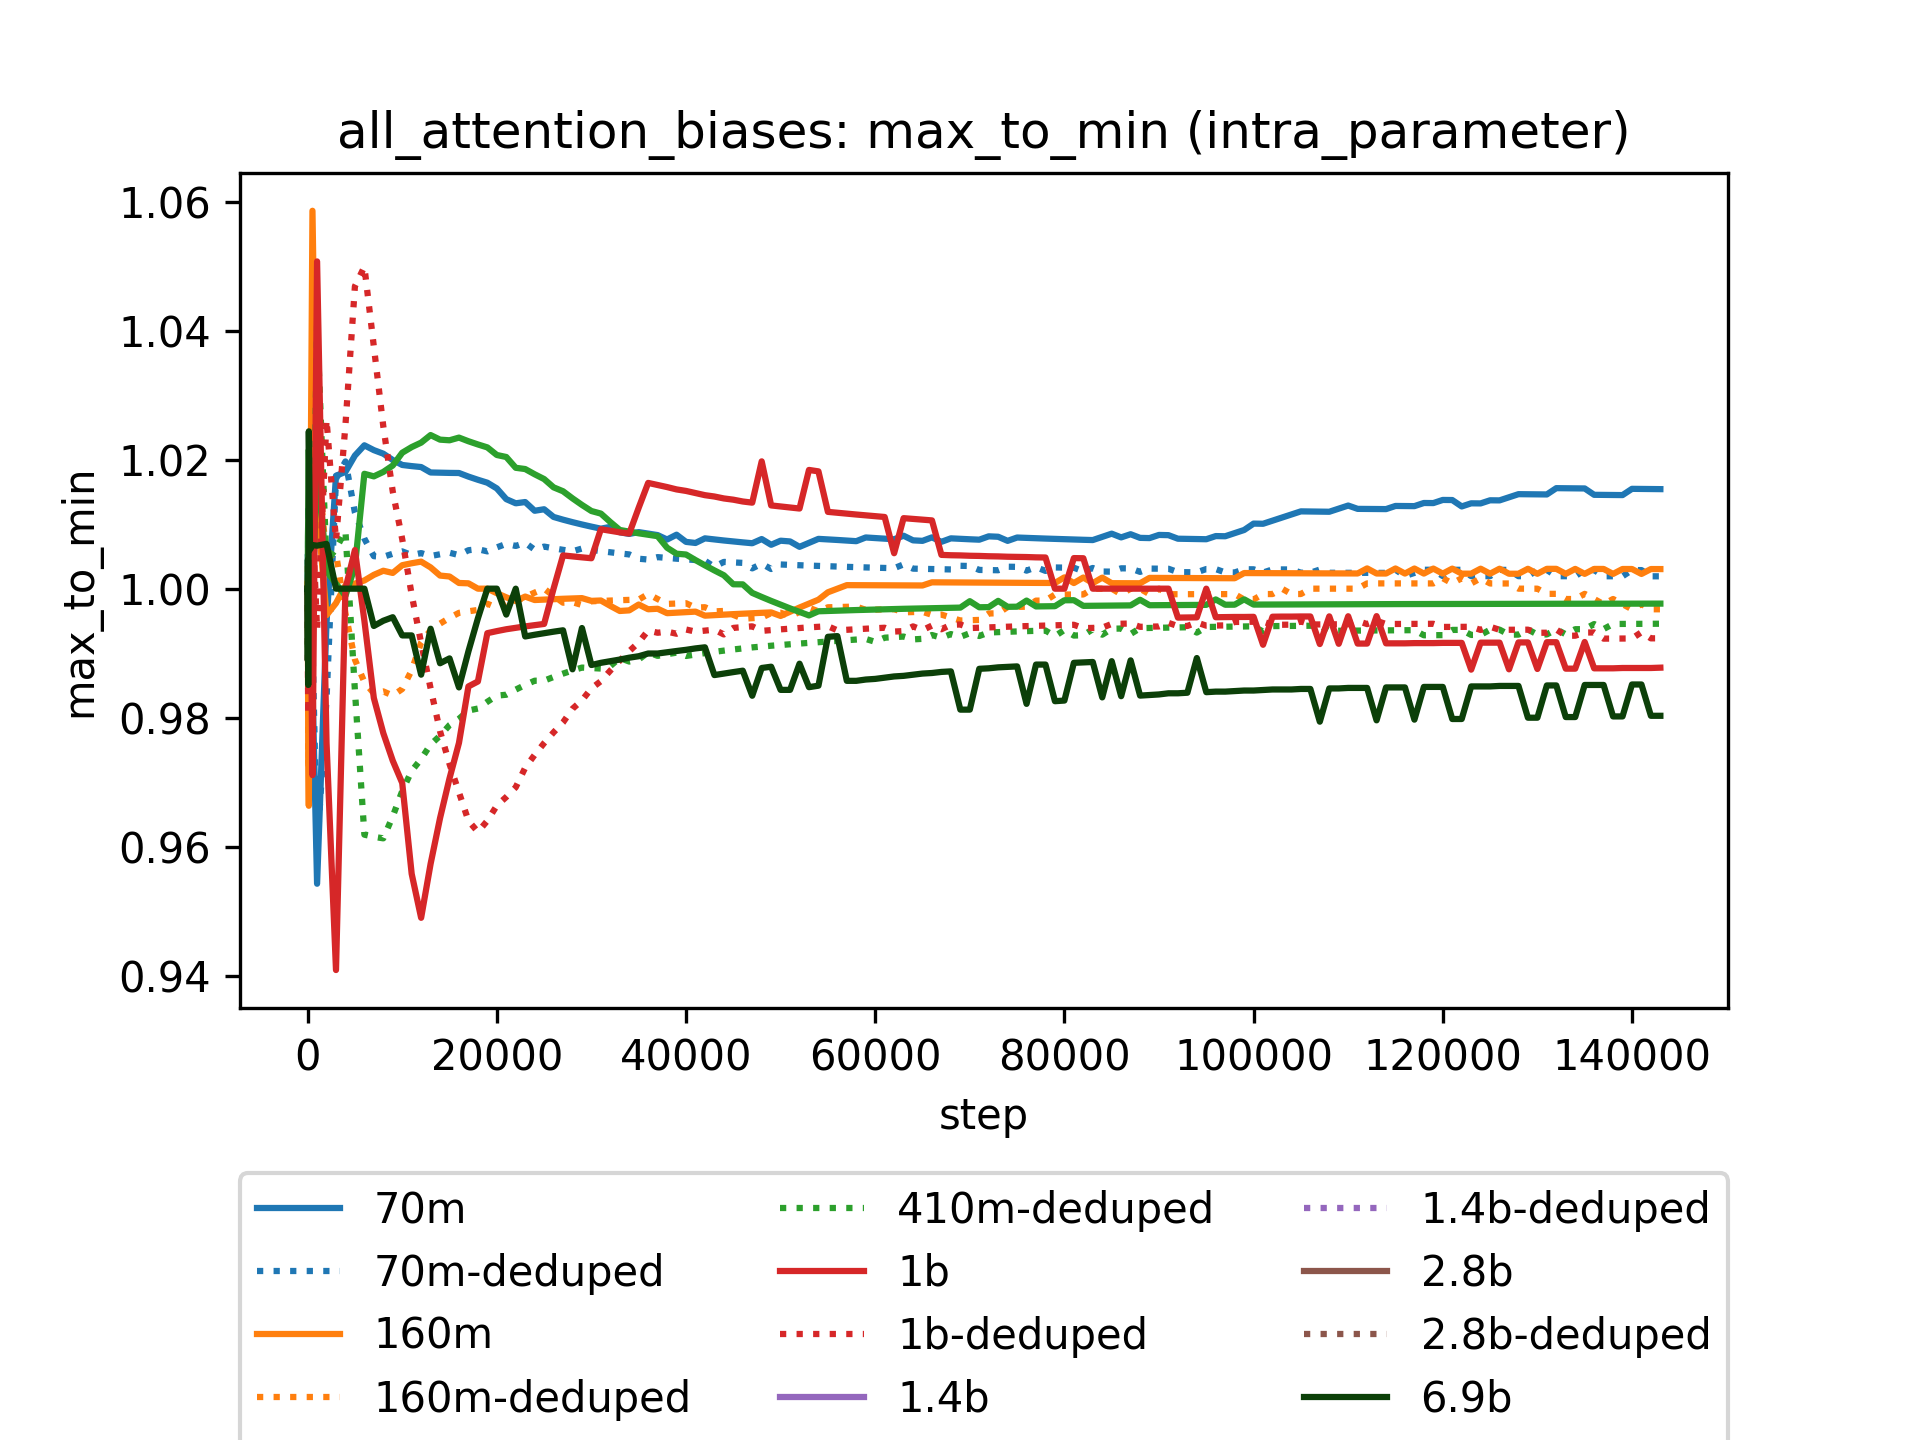 all_attention_biases: max_to_min (intra_parameter)
1.06
1.04
1.02
1.00
0.98
0.96
0.94
max_to_min
0 20000 40000 60000 80000 100000 120000 140000
step
70m 410m-deduped 1.4b-deduped
70m-deduped 1b 2.8b
160m 1b-deduped 2.8b-deduped
160m-deduped 1.4b 6.9b